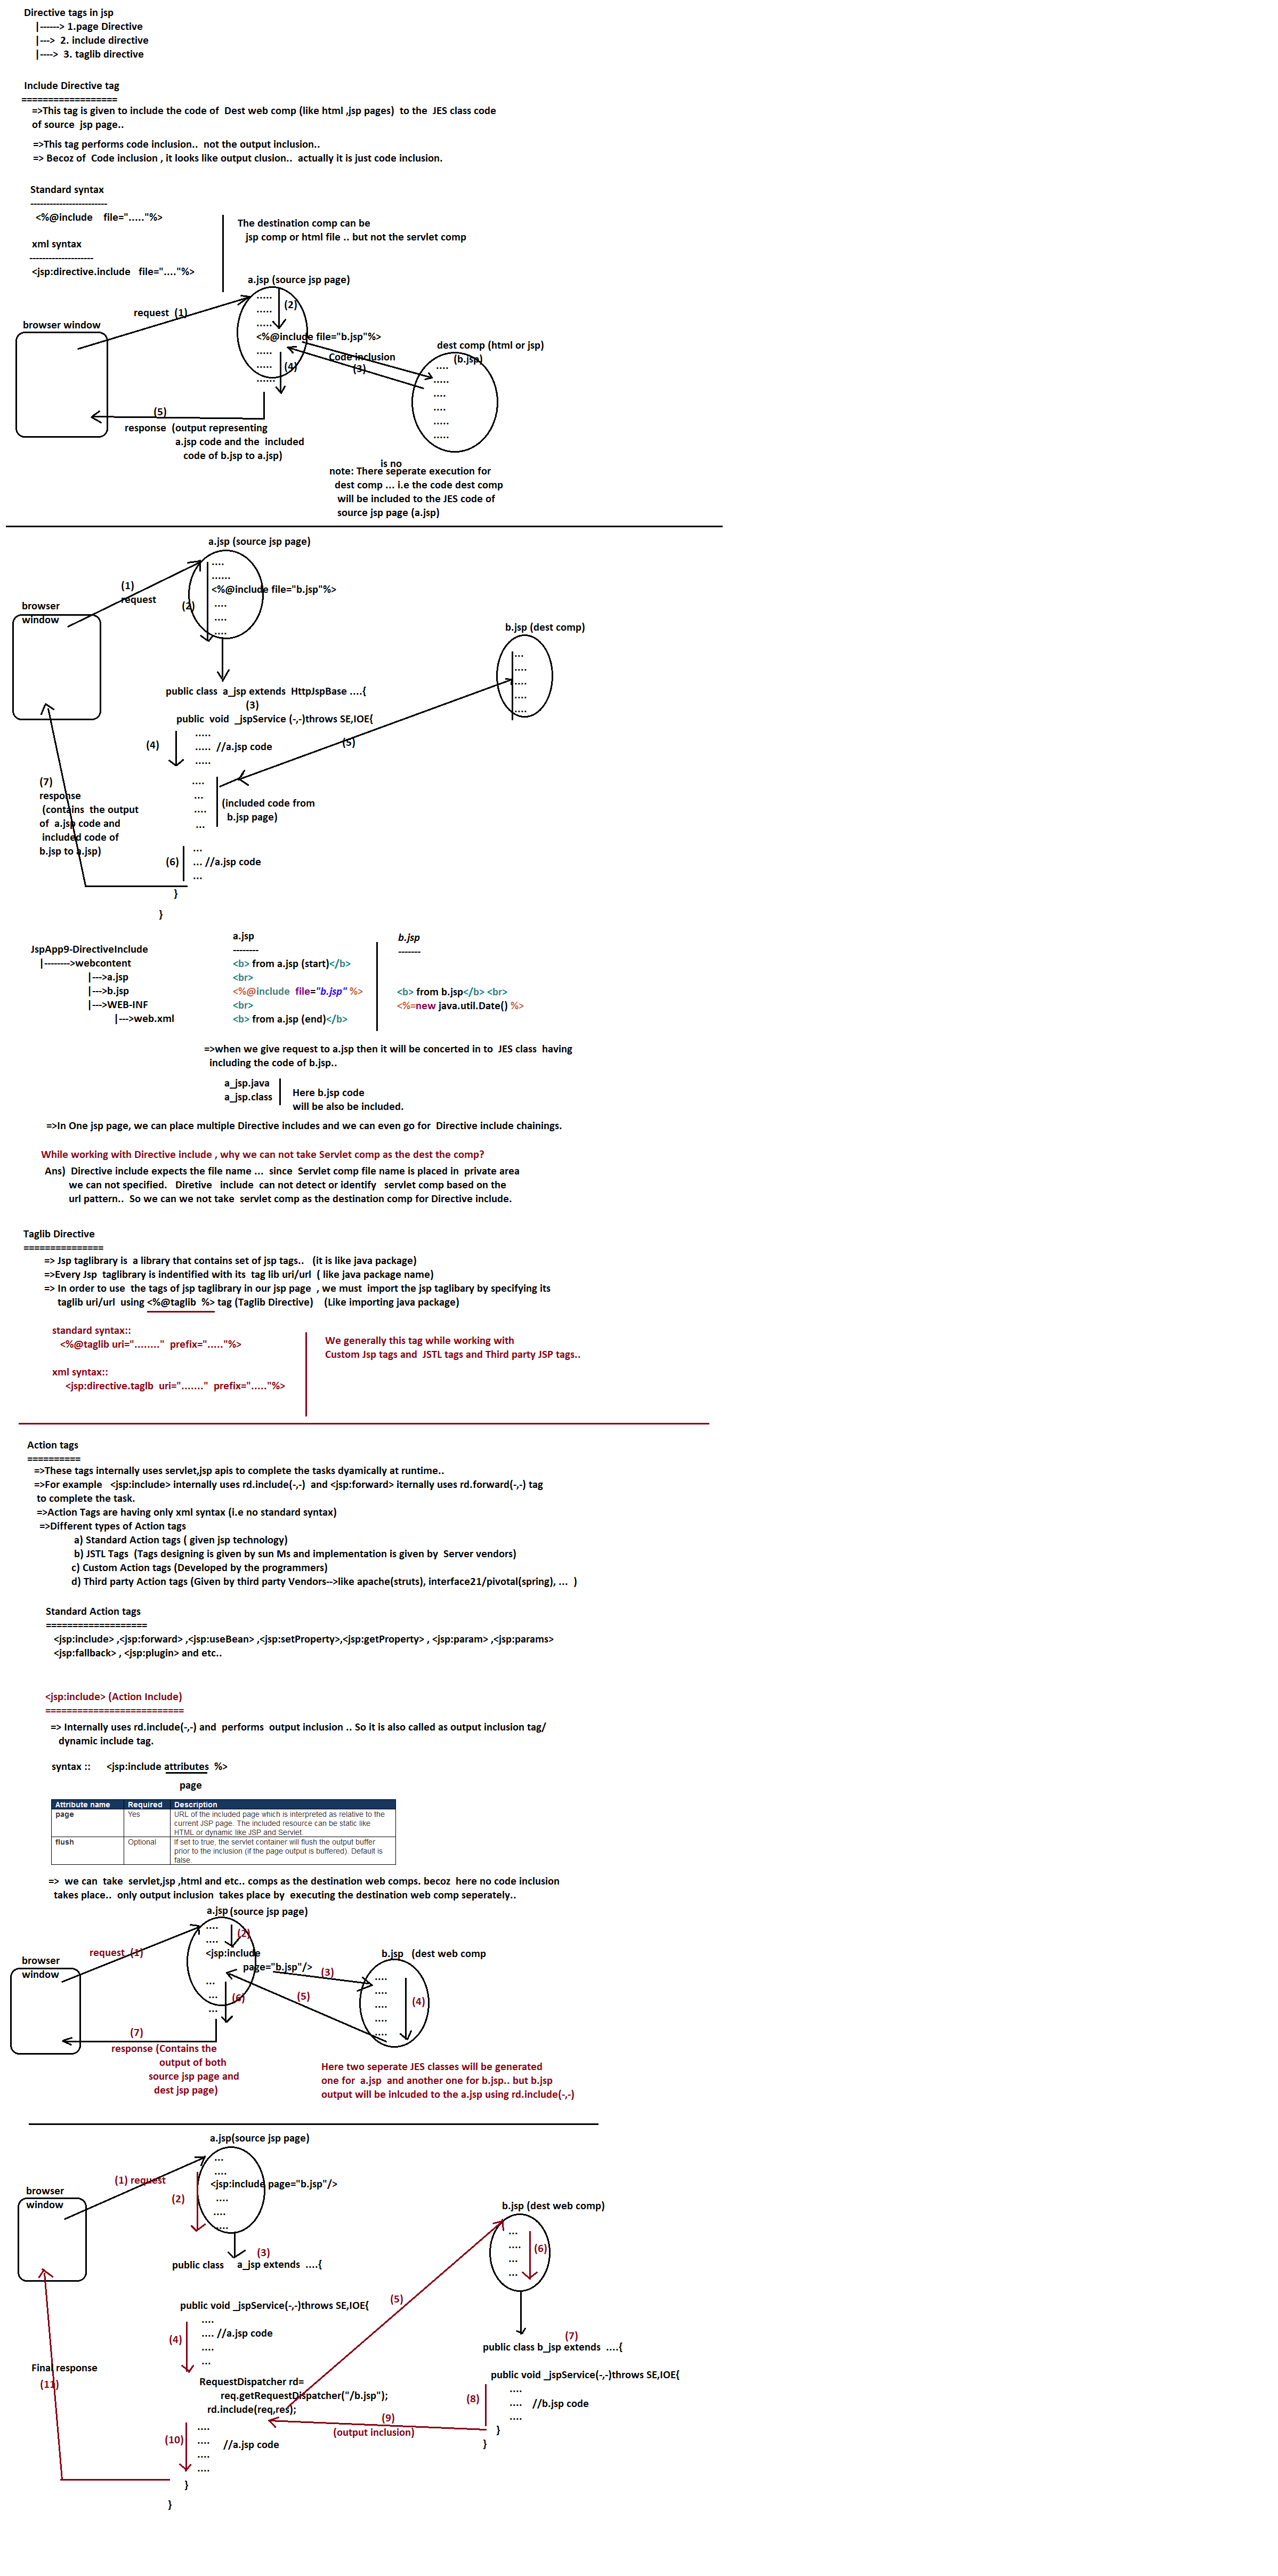 Directive tags in jsp
|------> 1.page Directive
|---> 2. include directive
|----> 3. taglib directive
Include Directive tag
==================
=>This tag is given to include the code of Dest web comp (like html ,jsp pages) to the JES class code
of source jsp page..
=>This tag performs code inclusion.. not the output inclusion..
=> Becoz of Code inclusion , it looks like output clusion.. actually it is just code inclusion.
Standard syntax
------------------------
<%@include file="....."%>
xml syntax
--------------------
<jsp:directive.include file="...."%>
The destination comp can be
jsp comp or html file .. but not the servlet comp
a.jsp (source jsp page)
.....
(2)
.....
.....
request (1)
browser window
<%@include file="b.jsp"%>
.....
.....
......
(4)
Code inclusion
(3)
dest comp (html or jsp)
(b.jsp)
....
.....
....
....
.....
.....
(5)
response (output representing
a.jsp code and the included
code of b.jsp to a.jsp)
is no
note: There seperate execution for
dest comp ... i.e the code dest comp
will be included to the JES code of
source jsp page (a.jsp)
a.jsp (source jsp page)
....
......
<%@include file="b.jsp"%>
....
....
....
(1)
request
(2)
browser
window
b.jsp (dest comp)
...
....
....
....
....
public class a_jsp extends HttpJspBase ....{
(3)
public void _jspService (-,-)throws SE,IOE{
(4)
.....
..... //a.jsp code
.....
(5)
....
...
....
...
(included code from
b.jsp page)
(7)
response
(contains the output
of a.jsp code and
included code of
b.jsp to a.jsp)
(6)
...
... //a.jsp code
...
}
}
JspApp9-DirectiveInclude
|-------->webcontent
|--->a.jsp
|--->b.jsp
|--->WEB-INF
|--->web.xml
a.jsp
--------
<b> from a.jsp (start)</b>
<br>
<%@include file="b.jsp" %>
<br>
<b> from a.jsp (end)</b>
b.jsp
-------
<b> from b.jsp</b> <br>
<%=new java.util.Date() %>
=>when we give request to a.jsp then it will be concerted in to JES class having
including the code of b.jsp..
a_jsp.java
a_jsp.class
Here b.jsp code
will be also be included.
=>In One jsp page, we can place multiple Directive includes and we can even go for Directive include chainings.
While working with Directive include , why we can not take Servlet comp as the dest the comp?
Ans) Directive include expects the file name ... since Servlet comp file name is placed in private area
we can not specified. Diretive include can not detect or identify servlet comp based on the
url pattern.. So we can we not take servlet comp as the destination comp for Directive include.
Taglib Directive
===============
=> Jsp taglibrary is a library that contains set of jsp tags.. (it is like java package)
=>Every Jsp taglibrary is indentified with its tag lib uri/url ( like java package name)
=> In order to use the tags of jsp taglibrary in our jsp page , we must import the jsp taglibary by specifying its
taglib uri/url using <%@taglib %> tag (Taglib Directive) (Like importing java package)
standard syntax::
<%@taglib uri="........" prefix="....."%>
xml syntax::
<jsp:directive.taglb uri="......." prefix="....."%>
We generally this tag while working with
Custom Jsp tags and JSTL tags and Third party JSP tags..
Action tags
==========
=>These tags internally uses servlet,jsp apis to complete the tasks dyamically at runtime..
=>For example <jsp:include> internally uses rd.include(-,-) and <jsp:forward> iternally uses rd.forward(-,-) tag
to complete the task.
=>Action Tags are having only xml syntax (i.e no standard syntax)
=>Different types of Action tags
a) Standard Action tags ( given jsp technology)
b) JSTL Tags (Tags designing is given by sun Ms and implementation is given by Server vendors)
c) Custom Action tags (Developed by the programmers)
d) Third party Action tags (Given by third party Vendors-->like apache(struts), interface21/pivotal(spring), ... )
Standard Action tags
===================
<jsp:include> ,<jsp:forward> ,<jsp:useBean> ,<jsp:setProperty>,<jsp:getProperty> , <jsp:param> ,<jsp:params>
<jsp:fallback> , <jsp:plugin> and etc..
<jsp:include> (Action Include)
==========================
=> Internally uses rd.include(-,-) and performs output inclusion .. So it is also called as output inclusion tag/
dynamic include tag.
syntax :: <jsp:include attributes %>
page
Attribute name Required Description
page Yes URL of the included page which is interpreted as relative to the
current JSP page. The included resource can be static like
HTML or dynamic like JSP and Servlet.
flush Optional If set to true, the servlet container will flush the output buffer
prior to the inclusion (if the page output is buffered). Default is
false.
=> we can take servlet,jsp ,html and etc.. comps as the destination web comps. becoz here no code inclusion
takes place.. only output inclusion takes place by executing the destination web comp seperately..
a.jsp (source jsp page)
....
(2)
....
<jsp:include
page="b.jsp"/>
...
...
...
(6)
request (1)
browser
window
(3)
(5)
b.jsp (dest web comp
....
....
....
....
....
(4)
(7)
response (Contains the
output of both
source jsp page and
dest jsp page)
Here two seperate JES classes will be generated
one for a.jsp and another one for b.jsp.. but b.jsp
output will be inlcuded to the a.jsp using rd.include(-,-)
a.jsp(source jsp page)
...
....
<jsp:include page="b.jsp"/>
....
....
....
(1) request
(2)
browser
window
b.jsp (dest web comp)
...
....
...
...
(6)
(3)
public class a_jsp extends ....{
public void _jspService(-,-)throws SE,IOE{
....
.... //a.jsp code
....
...
(4)
(5)
RequestDispatcher rd=
req.getRequestDispatcher("/b.jsp");
rd.include(req,res);
(7)
public class b_jsp extends ....{
public void _jspService(-,-)throws SE,IOE{
....
.... //b.jsp code
....
(8)
}
}
(9)
(output inclusion)
Final response
(11)
(10)
....
....
//a.jsp code
....
....
}
}